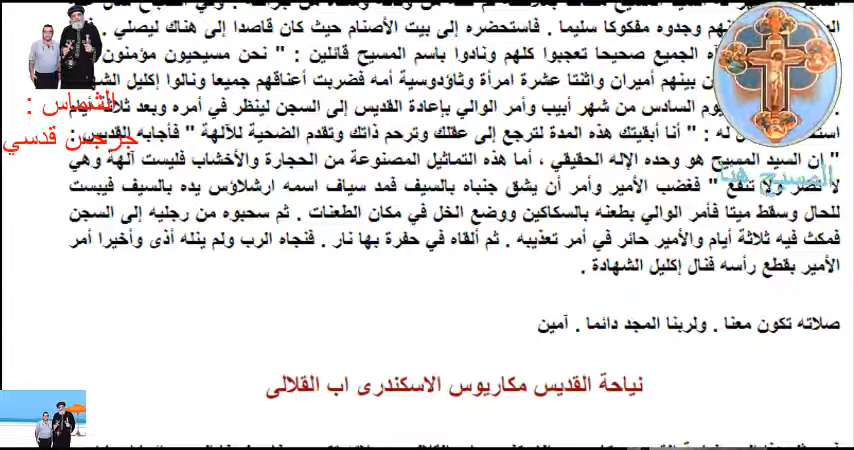 وجدوه مفكوكا سليما . فاستحضره إلى بيت الأصنام حيث كان قاصدا إلى هناك ليصلي .
الجميع صحيحا تعجبوا كلهم ونادوا باسم المسيح قائلين : " نحن مسيحيون مؤمنون
بينهم أميران واثنتا عشرة امرأة وثاؤدوسية أمه فضربت أعناقهم جميعا ونالوا إكليل
السادس من شهر أبيب وأمر الوالي بإعادة القديس إلى السجن لينظر في أمره وبعد ثلاثة أيام
له : " أنا أبقيتك هذه المدة لترجع إلى عقلك وترحم ذاتك وتقدم الضحية للآلهة " فأجابه القديس :
" إن السيد المسيح هو وحده الإله الحقيقي ، أما هذه التماثيل المصنوعة من الحجارة والأخشاب فليست آلهة وهي
لا تضر ولا تنفع " فغضب الأمير وأمر أن يشق جنباه بالسيف فمد سياف اسمه ارشلاؤس يده بالسيف فيبست
للحال وسقط ميتا فأمر الوالي بطعنه بالسكاكين ووضع الخل في مكان الطعنات . ثم سحبوه من رجليه إلى السجن
فمكث فيه ثلاثة أيام والأمير حائر في أمر تعذيبه . ثم ألقاه في حفرة بها نار . فنجاه الرب ولم ينله أذى وأخيرا أمر
الأمير بقطع رأسه فنال إكليل الشهادة .
صلاته تكون معنا . ولربنا المجد دائما . آمين
نياحة القديس مكاريوس الاسكندرى اب القلالى
الشماس :
جرجس قدسي
المسيح هنا